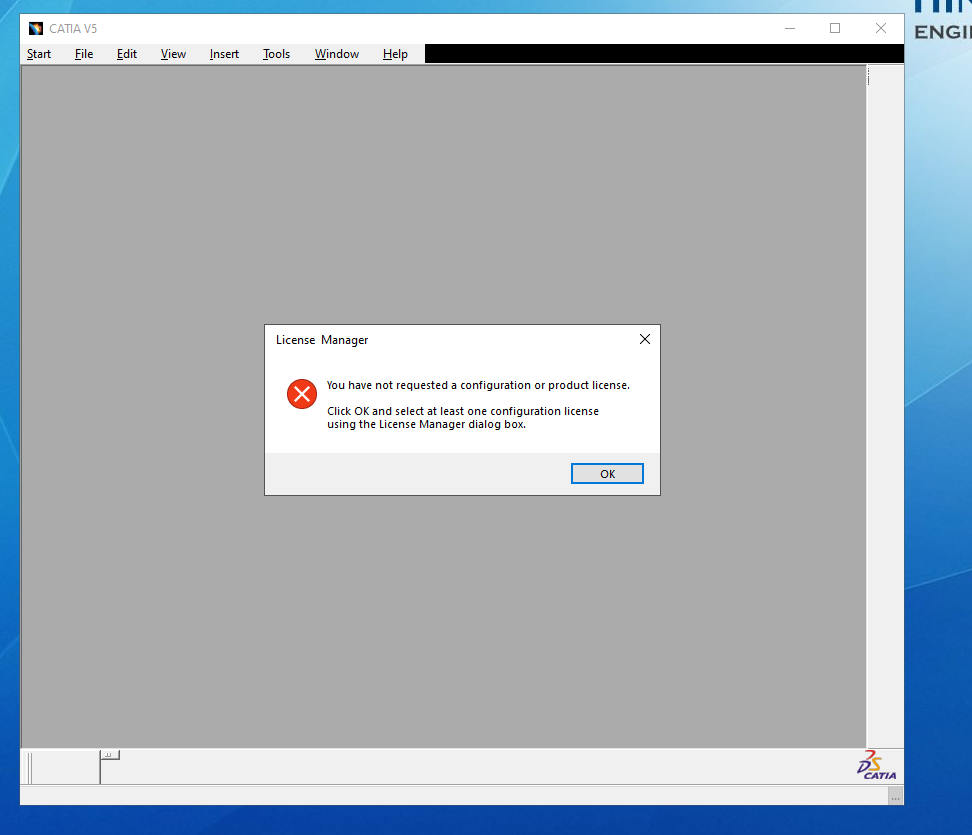 CATIA V5
Start File Edit View Insert Tools Window Help
License Manager
You have not requested a configuration or product license.
Click OK and select at least one configuration license
using the License Manager dialog box.
OK
DS CATIA